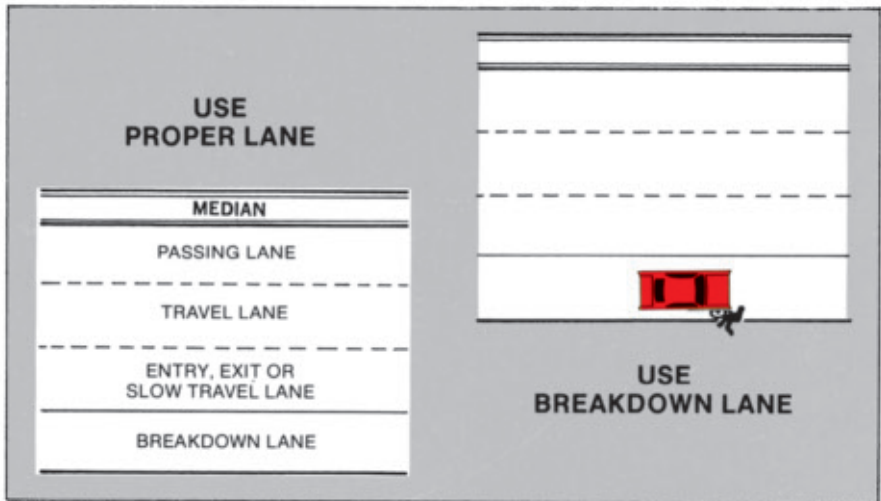 USE
PROPER LANE
MEDIAN
PASSING LANE
TRAVEL LANE
ENTRY, EXIT OR
SLOW TRAVEL LANE
BREAKDOWN LANE
USE
BREAKDOWN LANE